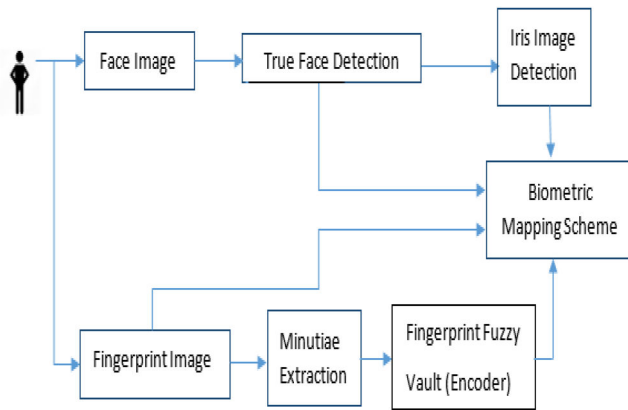 Face Image
True Face Detection
Iris Image
Detection
Biometric
Mapping Scheme
Fingerprint Image
Minutiae
Extraction
Fingerprint Fuzzy
Vault (Encoder)